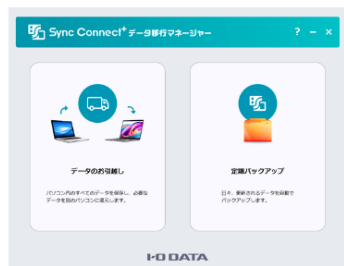 Sync Connect+ データ移行マネージャー
? − ×
データのお引越し
パソコン内のすべてのデータを保存し、必要な
データを別のパソコンに還元します。
定期バックアップ
日々、更新されるデータを自動で
バックアップします。
I-O DATA